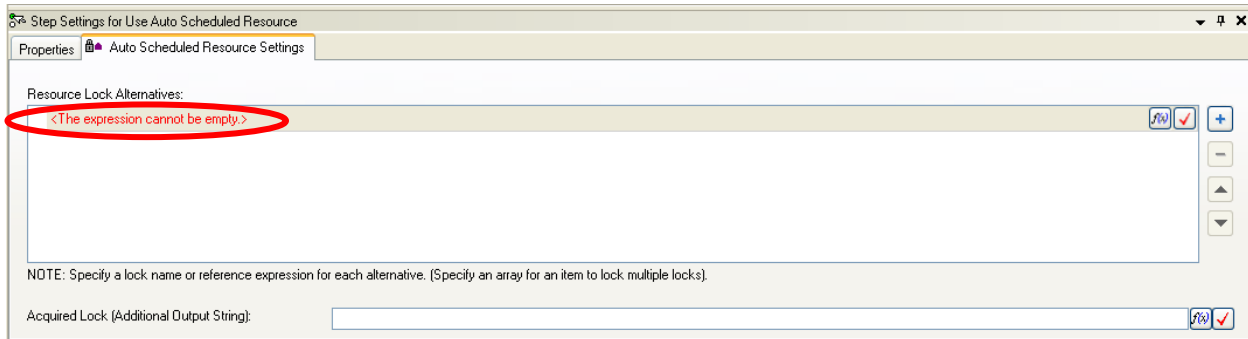 Step Settings for Use Auto Scheduled Resource
Properties Auto Scheduled Resource Settings
Resource Lock Alternatives:
<The expression cannot be empty.>
f(x)
NOTE: Specify a lock name or reference expression for each alternative. (Specify an array for an item to lock multiple locks).
Acquired Lock (Additional Output String): f(x)